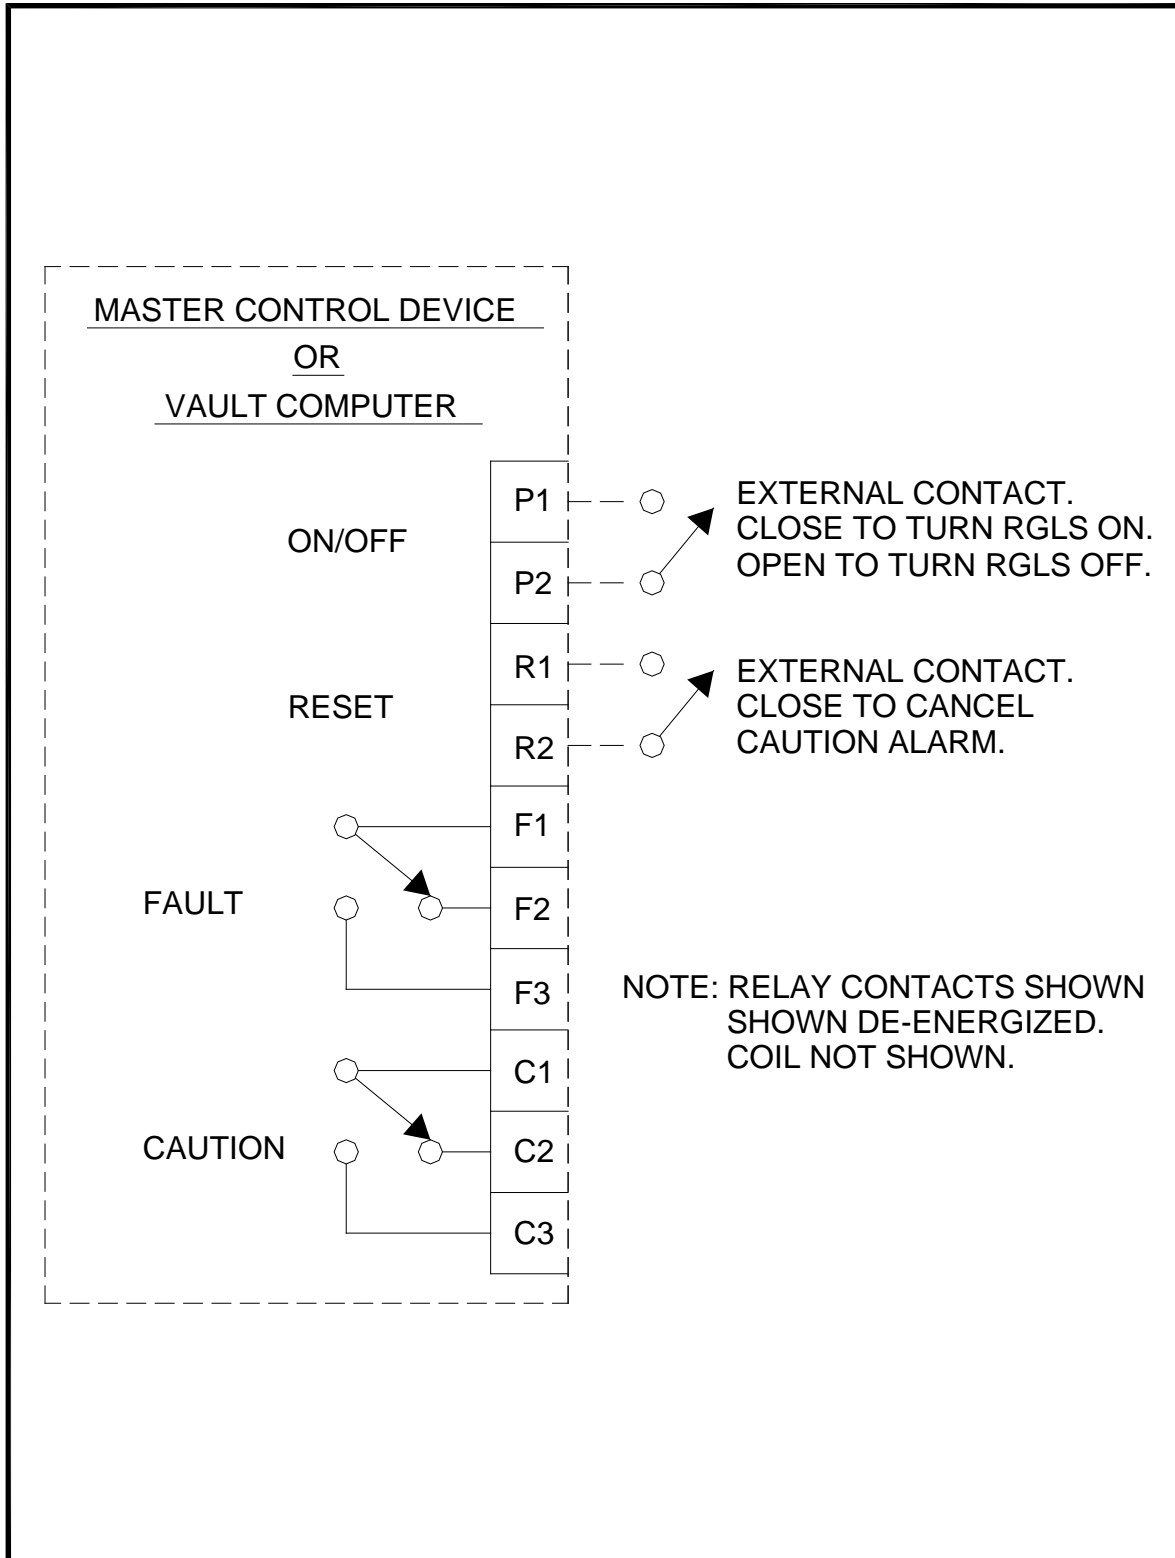 MASTER CONTROL DEVICE
OR
VAULT COMPUTER
P1
EXTERNAL CONTACT.
CLOSE TO TURN RGLS ON.
OPEN TO TURN RGLS OFF.
ON/OFF
P2
R1
EXTERNAL CONTACT.
CLOSE TO CANCEL
CAUTION ALARM.
RESET
R2
F1
FAULT
F2
F3
NOTE: RELAY CONTACTS SHOWN
SHOWN DE-ENERGIZED.
COIL NOT SHOWN.
C1
CAUTION
C2
C3